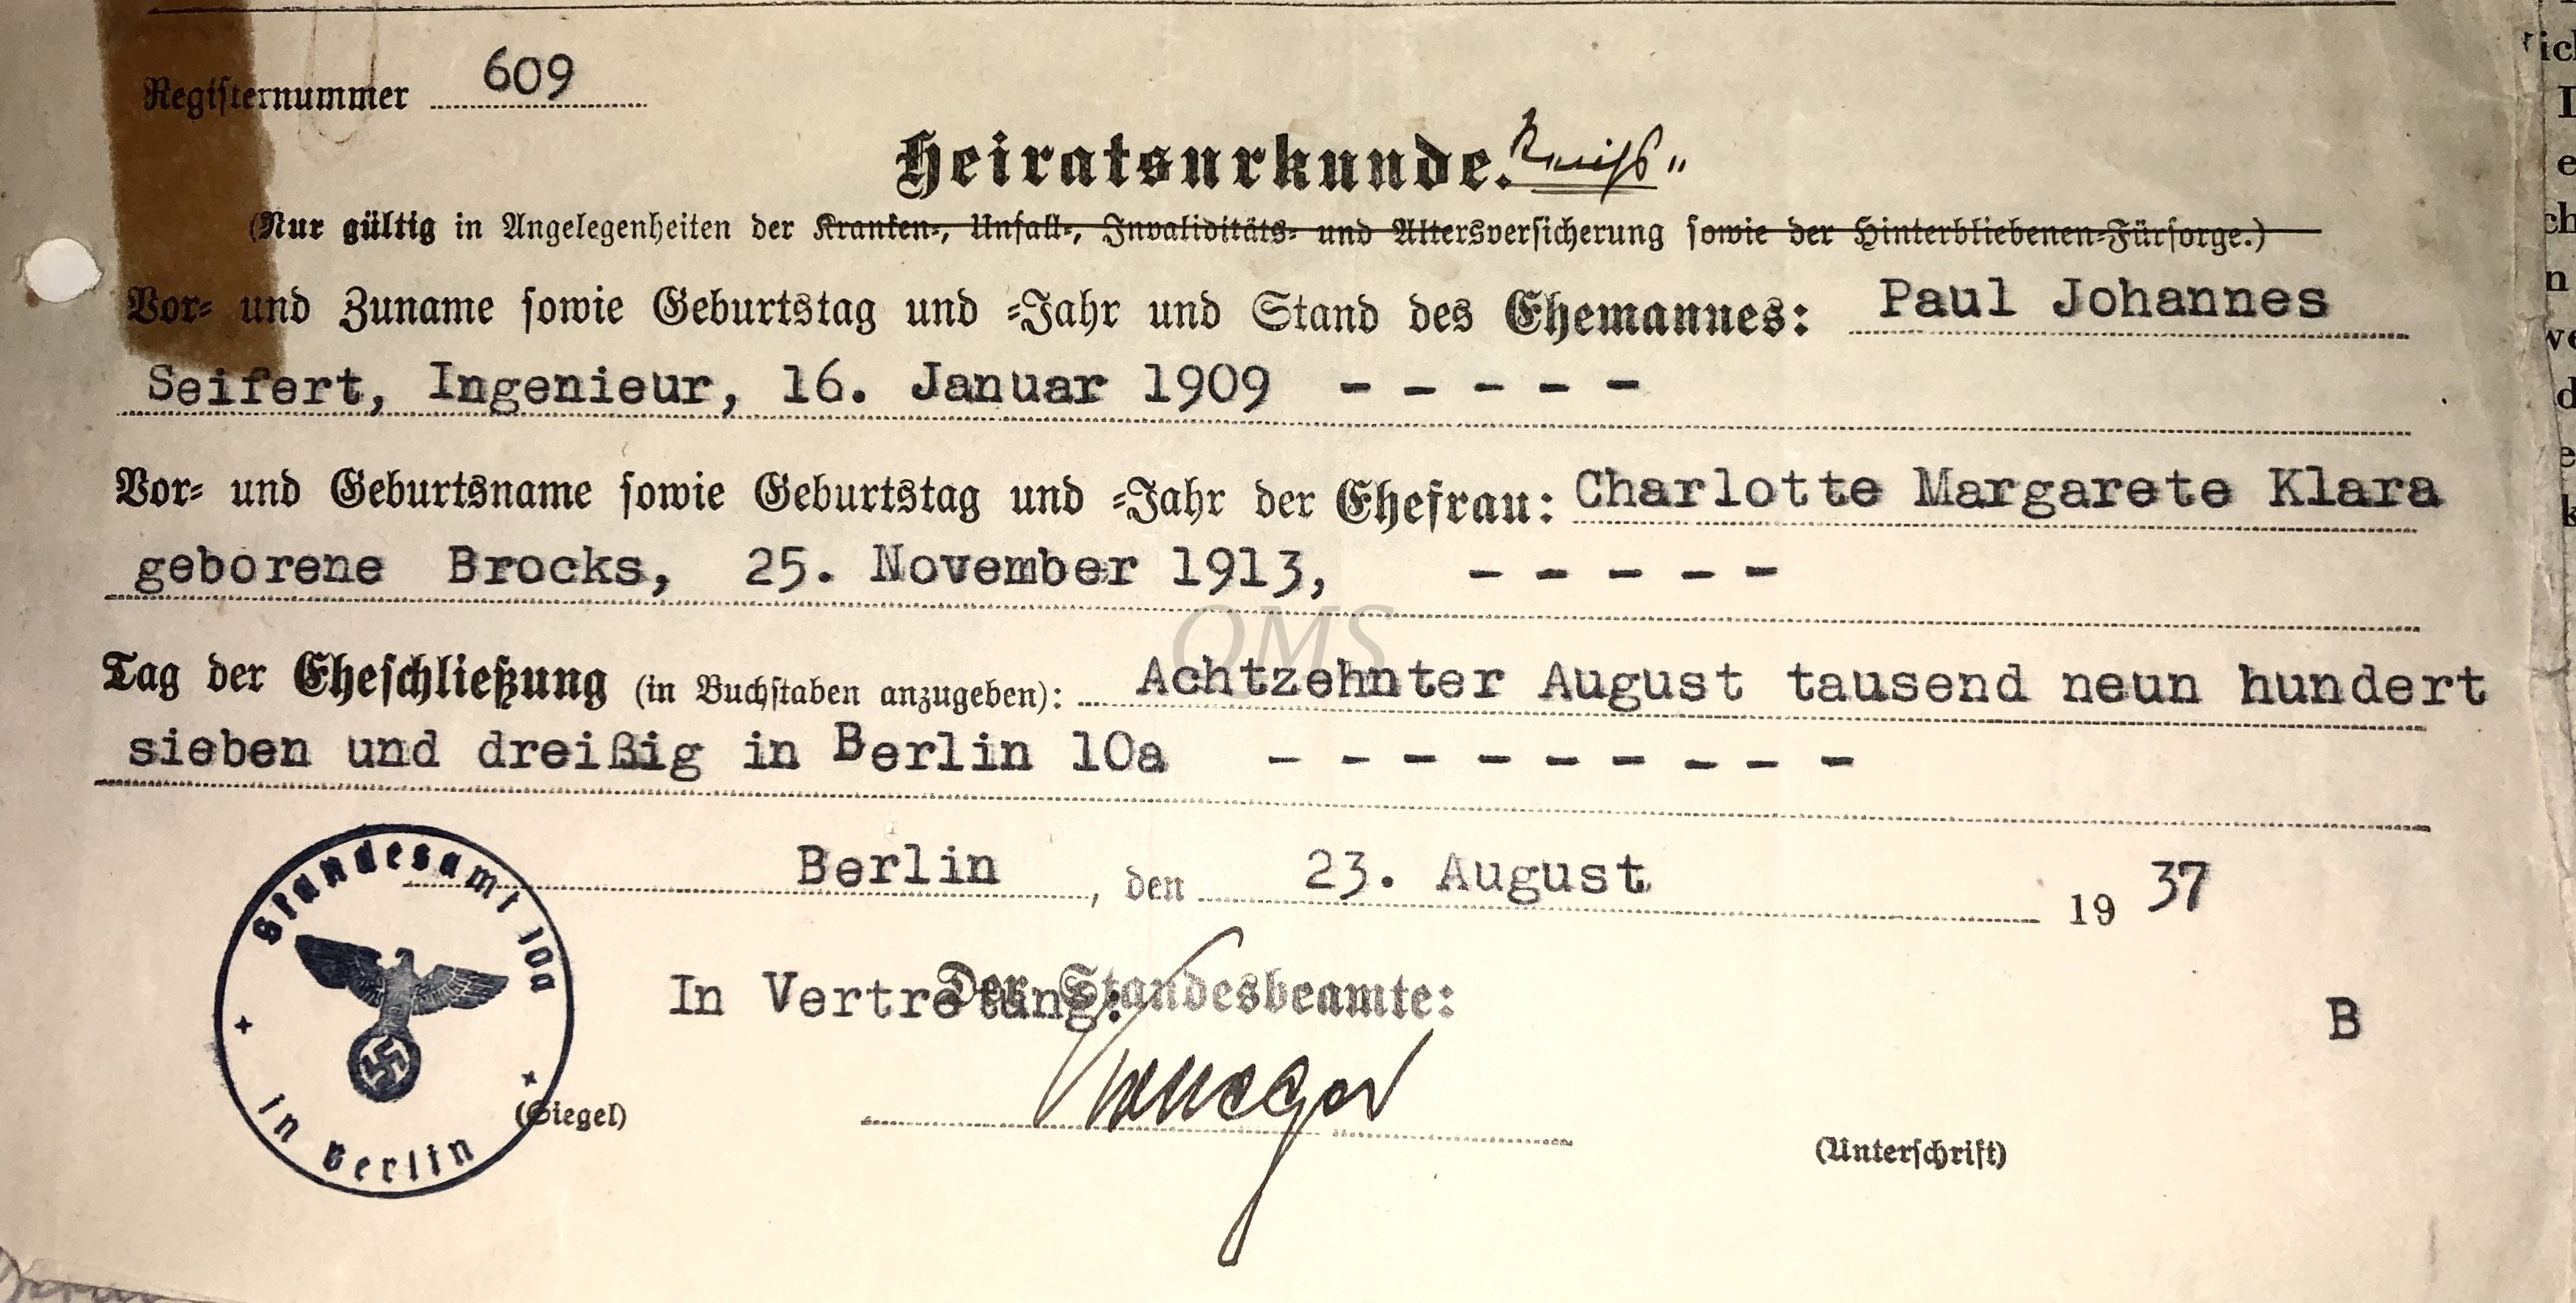 Registernummer 609
Heiratsurkunde.
(Nur gültig in Angelegenheiten der Kranken-, Unfall-, Invaliditäts- und Altersversicherung sowie der Hinterbliebenen-Fürsorge.)
Vor- und Zuname sowie Geburtstag und -Jahr und Stand des Ehemannes: Paul Johannes
Seifert, Ingenieur, 16. Januar 1909 - - - - -
Vor- und Geburtsname sowie Geburtstag und -Jahr der Ehefrau: Charlotte Margarete Klara
geborene Brocks, 25. November 1913, - - - - -
QMS
Tag der Eheschließung (in Buchstaben anzugeben): Achtzehnter August tausend neun hundert
sieben und dreißig in Berlin 10a - - - - - - - - -
Berlin, den 23. August 1937
Standesamt 10a
in Berlin
In Vertretung:
Der Standesbeamte:
B
(Siegel)
(Unterschrift)